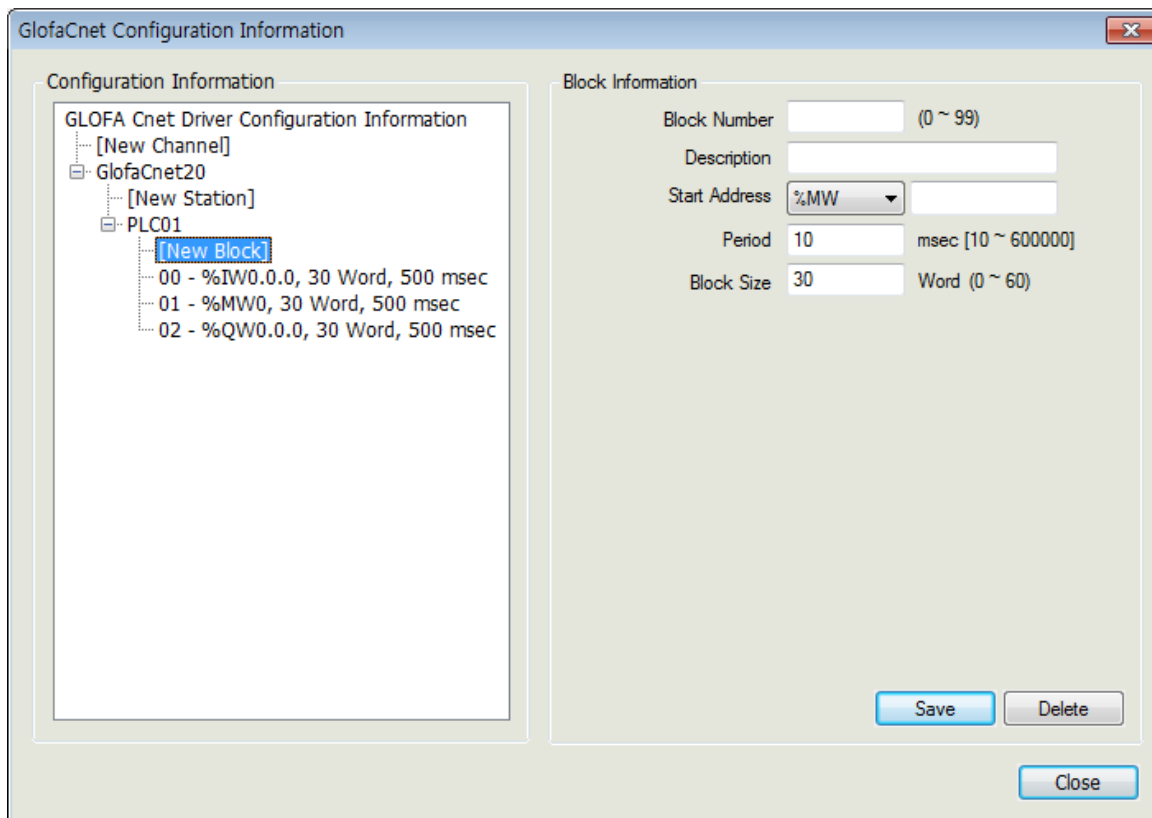 GlofaCnet Configuration Information
Configuration Information
GLOFA Cnet Driver Configuration Information
[New Channel]
GlofaCnet20
[New Station]
PLC01
[New Block]
00 - %IW0.0.0, 30 Word, 500 msec
01 - %MW0, 30 Word, 500 msec
02 - %QW0.0.0, 30 Word, 500 msec
Block Information
Block Number (0 ~ 99)
Description
Start Address %MW
Period 10 msec [10 ~ 600000]
Block Size 30 Word (0 ~ 60)
Save Delete
Close